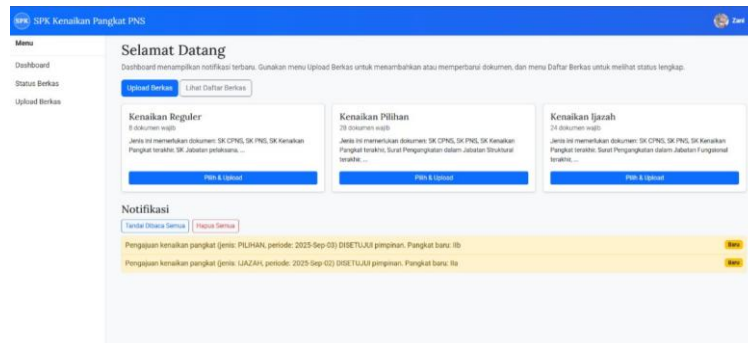 SPK SPK Kenaikan Pangkat PNS
Zani
Menu
Dashboard
Status Berkas
Upload Berkas
Selamat Datang
Dashboard menampilkan notifikasi terbaru. Gunakan menu Upload Berkas untuk menambahkan atau memperbarui dokumen, dan menu Daftar Berkas untuk melihat status lengkap.
Upload Berkas
Lihat Daftar Berkas
Kenaikan Reguler
8 dokumen wajib
Jenis ini memerlukan dokumen: SK CPNS, SK PNS, SK Kenaikan
Pangkat terakhir, SK Jabatan pelaksana, ...
Pilih & Upload
Kenaikan Pilihan
28 dokumen wajib
Jenis ini memerlukan dokumen: SK CPNS, SK PNS, SK Kenaikan
Pangkat terakhir, Surat Pengangkatan dalam Jabatan Struktural
terakhir, ...
Pilih & Upload
Kenaikan Ijazah
24 dokumen wajib
Jenis ini memerlukan dokumen: SK CPNS, SK PNS, SK Kenaikan
Pangkat terakhir, Surat Pengangkatan dalam Jabatan Fungsional
terakhir, ...
Pilih & Upload
Notifikasi
Tandai Dibaca Semua
Hapus Semua
Pengajuan kenaikan pangkat (jenis: PILIHAN, periode: 2025-Sep-03) DISETUJUI pimpinan. Pangkat baru: IIb
Baru
Pengajuan kenaikan pangkat (jenis: IJAZAH, periode: 2025-Sep-02) DISETUJUI pimpinan. Pangkat baru: IIa
Baru